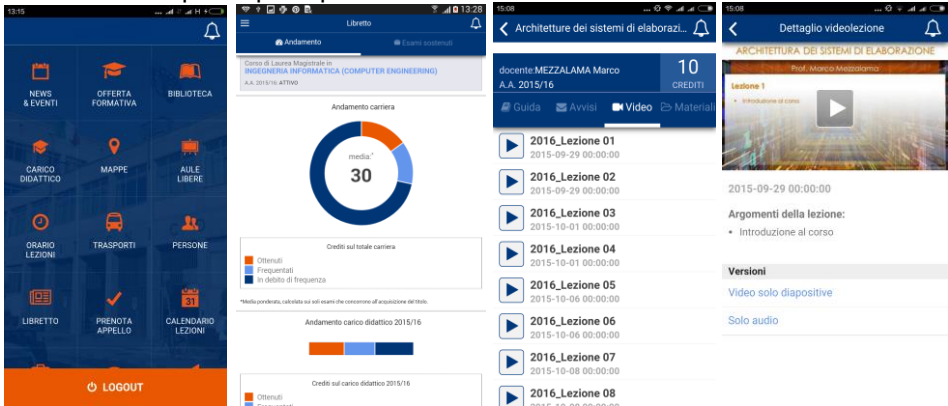 13:15
NEWS
& EVENTI
OFFERTA
FORMATIVA
BIBLIOTECA
CARICO
DIDATTICO
MAPPE
AULE
LIBERE
ORARIO
LEZIONI
TRASPORTI
PERSONE
LIBRETTO
PRENOTA
APPELLO
31
CALENDARIO
LEZIONI
LOGOUT
13:28
Libretto
Andamento
Esami sostenuti
Corso di Laurea Magistrale in
INGEGNERIA INFORMATICA (COMPUTER ENGINEERING)
A.A. 2015/16: ATTIVO
Andamento carriera
media:*
30
Crediti sul totale carriera
Ottenuti
Frequentati
In debito di frequenza
*Media ponderata, calcolata sui soli esami che concorrono all'acquisizione del titolo.
Andamento carico didattico 2015/16
Crediti sul carico didattico 2015/16
Ottenuti
Frequentati
15:08
Architetture dei sistemi di elaborazi...
docente:MEZZALAMA Marco
A.A. 2015/16
10
CREDITI
Guida
Avvisi
Video
Materiali
2016_Lezione 01
2015-09-29 00:00:00
2016_Lezione 02
2015-09-29 00:00:00
2016_Lezione 03
2015-10-01 00:00:00
2016_Lezione 04
2015-10-01 00:00:00
2016_Lezione 05
2015-10-06 00:00:00
2016_Lezione 06
2015-10-06 00:00:00
2016_Lezione 07
2015-10-08 00:00:00
2016_Lezione 08
15:08
Dettaglio videolezione
ARCHITETTURA DEI SISTEMI DI ELABORAZIONE
Prof. Marco Mezzalama
Lezione 1
• Introduzione al corso
2015-09-29 00:00:00
Argomenti della lezione:
• Introduzione al corso
Versioni
Video solo diapositive
Solo audio